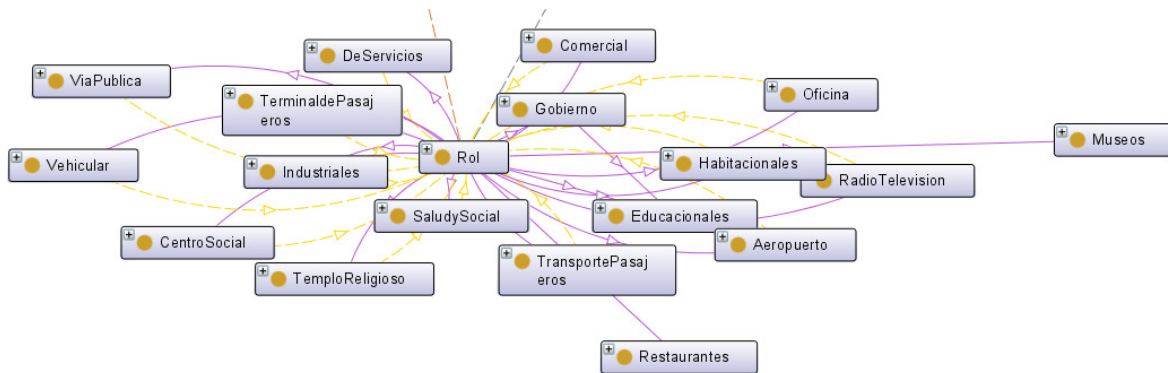 Comercial
DeServicios
ViaPublica
Oficina
TerminaldePasaj
eros
Gobierno
Museos
Rol
Vehicular
Industriales
Habitacionales
RadioTelevision
SaludySocial
Educacionales
CentroSocial
Aeropuerto
TemploReligioso
TransportePasaj
eros
Restaurantes